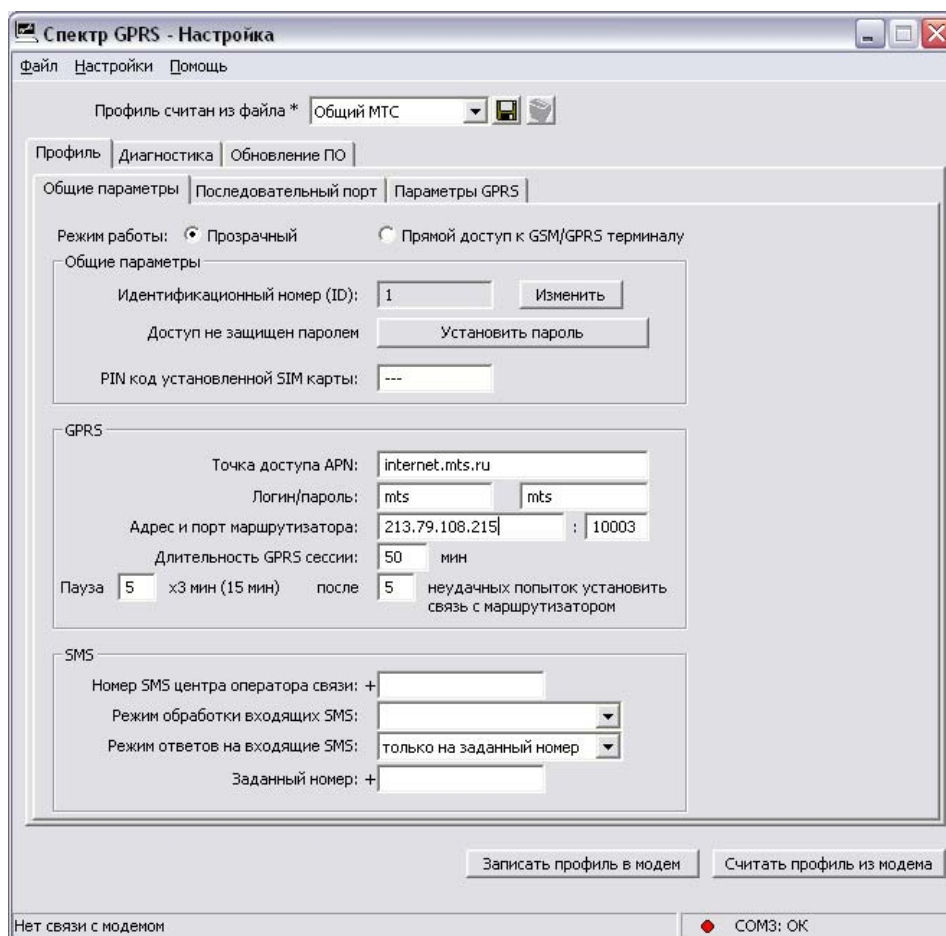 Спектр GPRS - Настройка
Файл Настройки Помощь
Профиль считан из файла * Общий МТС
Профиль Диагностика Обновление ПО
Общие параметры Последовательный порт Параметры GPRS
Режим работы: Прозрачный Прямой доступ к GSM/GPRS терминалу
Общие параметры
Идентификационный номер (ID): 1 Изменить
Доступ не защищен паролем Установить пароль
PIN код установленной SIM карты: ---
GPRS
Точка доступа APN: internet.mts.ru
Логин/пароль: mts mts
Адрес и порт маршрутизатора: 213.79.108.215 : 10003
Длительность GPRS сессии: 50 мин
Пауза 5 x3 мин (15 мин) после 5 неудачных попыток установить
связь с маршрутизатором
SMS
Номер SMS центра оператора связи: +
Режим обработки входящих SMS:
Режим ответов на входящие SMS: только на заданный номер
Заданный номер: +
Записать профиль в модем Считать профиль из модема
Нет связи с модемом COM3: OK